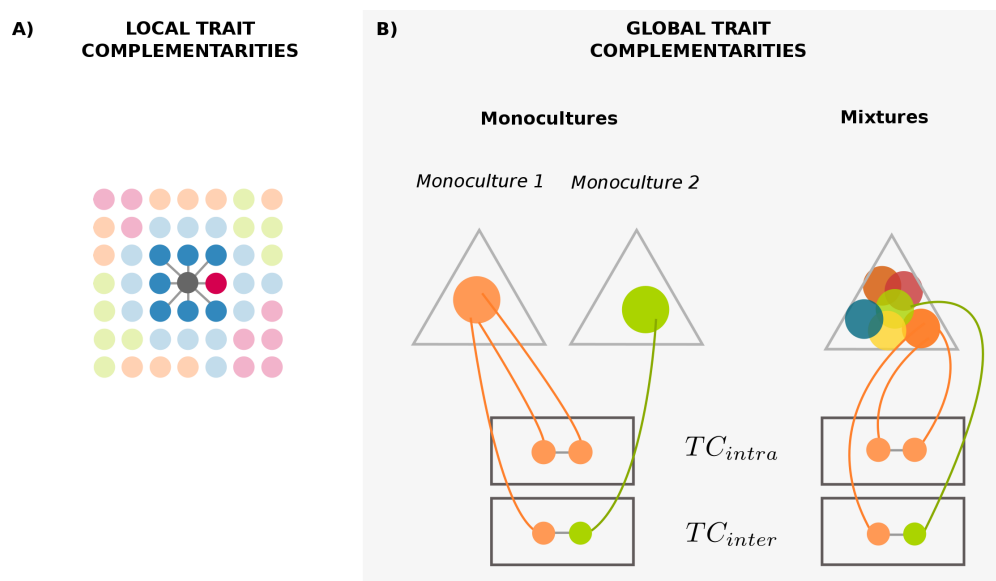 A)
LOCAL TRAIT
COMPLEMENTARITIES
B)
GLOBAL TRAIT
COMPLEMENTARITIES
Monocultures
Mixtures
Monoculture 1
Monoculture 2
TC_intra
TC_inter